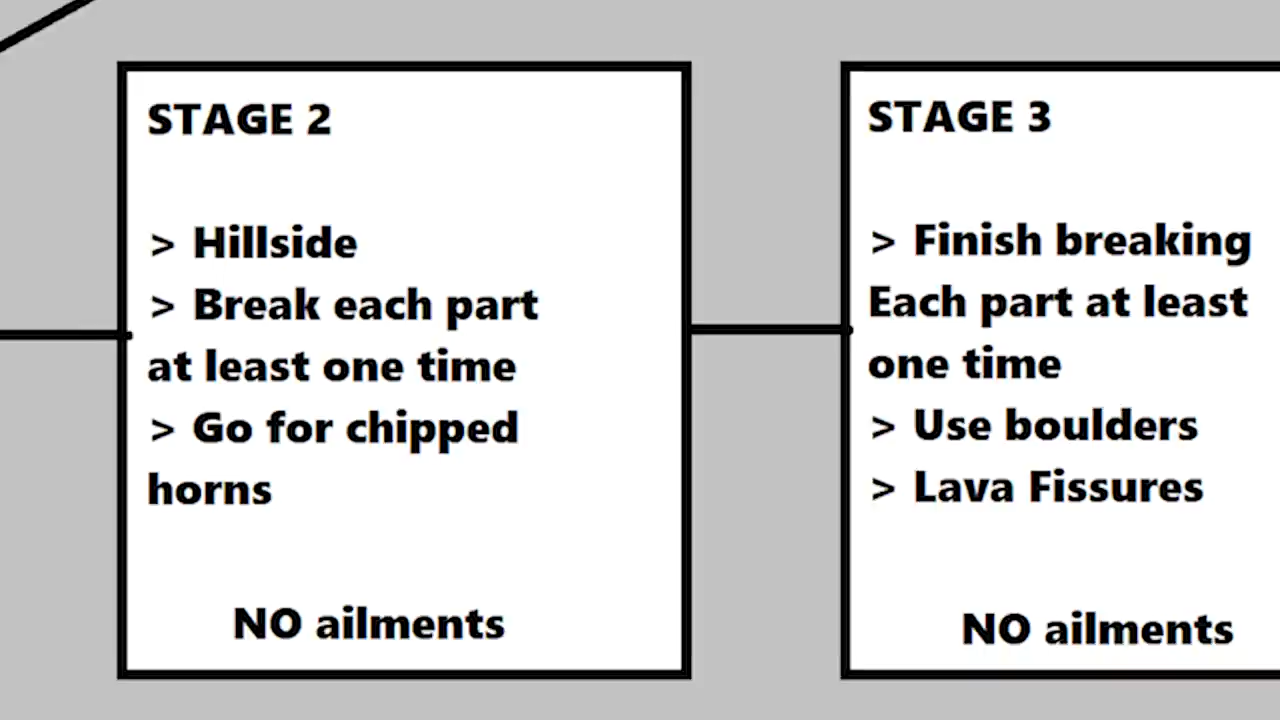 STAGE 2
> Hillside
> Break each part
at least one time
> Go for chipped
horns
NO ailments
STAGE 3
> Finish breaking
Each part at least
one time
> Use boulders
> Lava Fissures
NO ailments